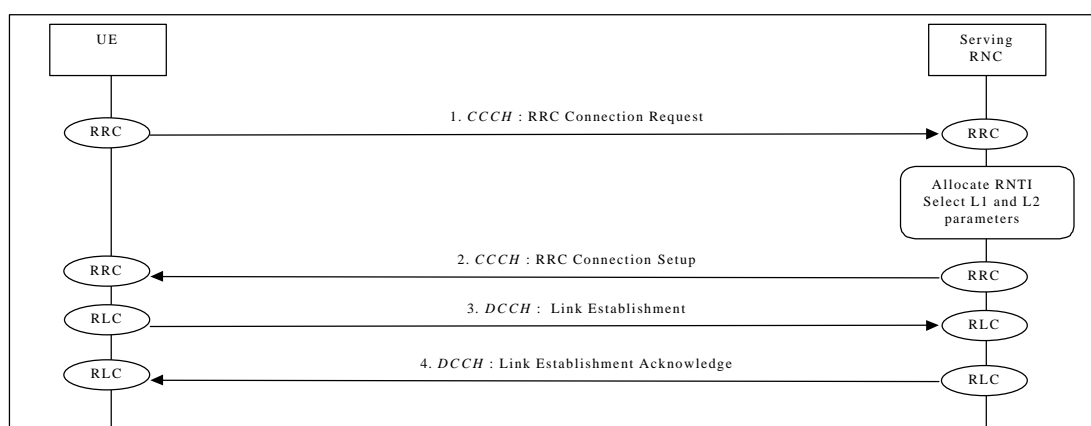 UE
Serving
RNC
1. CCCH : RRC Connection Request
RRC
RRC
Allocate RNTI
Select L1 and L2
parameters
2. CCCH : RRC Connection Setup
RRC
RRC
3. DCCH : Link Establishment
RLC
RLC
4. DCCH : Link Establishment Acknowledge
RLC
RLC